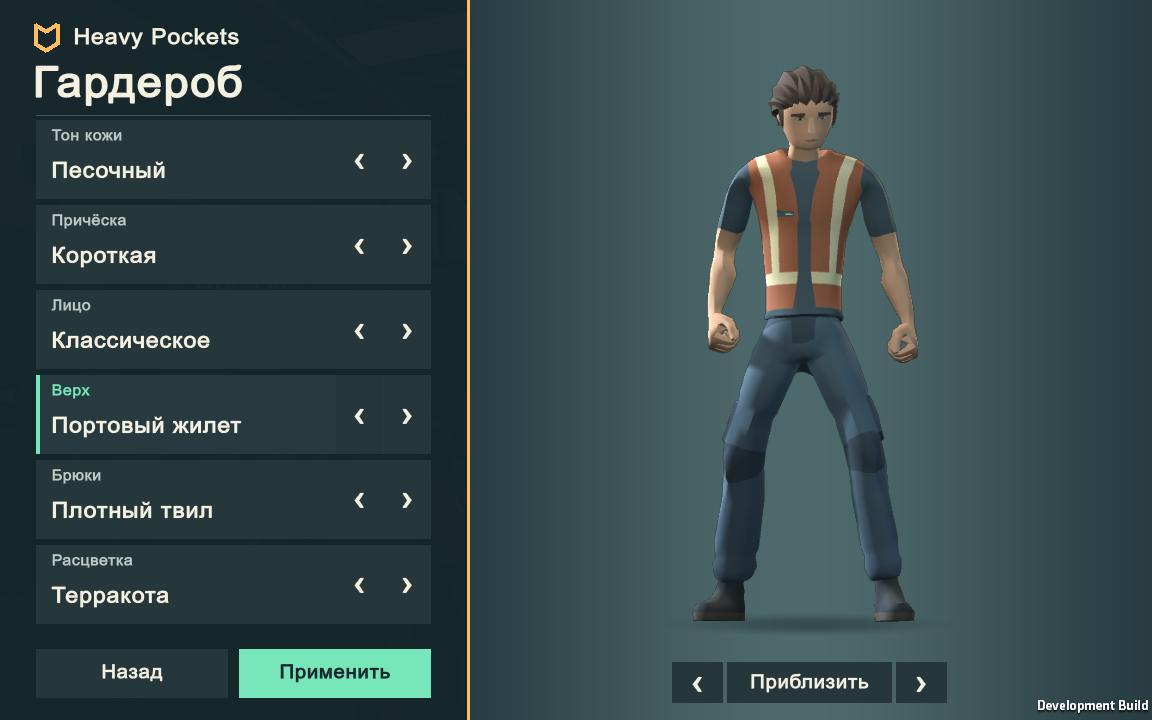 Heavy Pockets
Гардероб
Тон кожи
Песочный
Причёска
Короткая
Лицо
Классическое
Верх
Портовый жилет
Брюки
Плотный твил
Расцветка
Терракота
Назад
Применить
Приблизить
Development Build